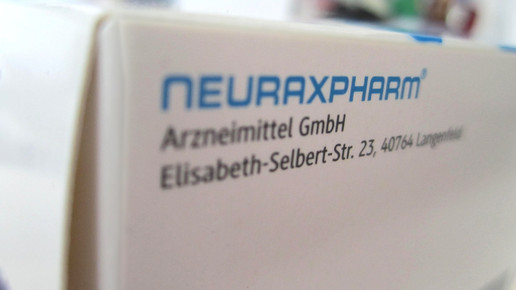 NEURAXPHARM®
Arzneimittel GmbH
Elisabeth-Selbert-Str. 23, 40764 Langenfeld